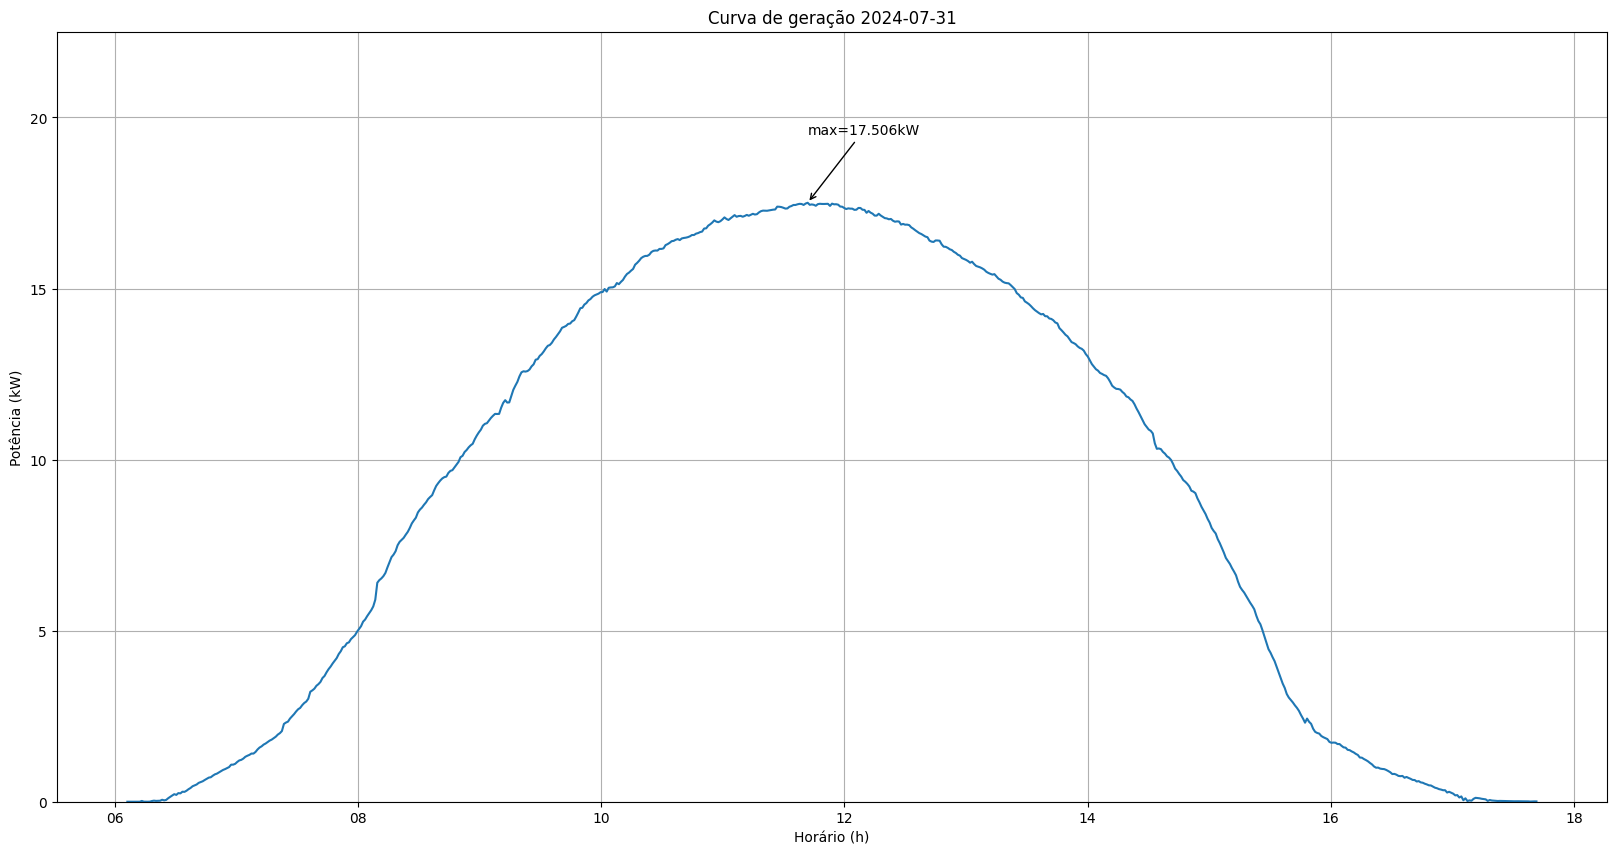 Curva de geração 2024-07-31
20
max=17.506kW
15
Potência (kW)
10
5
0
06 08 10 12 14 16 18
Horário (h)